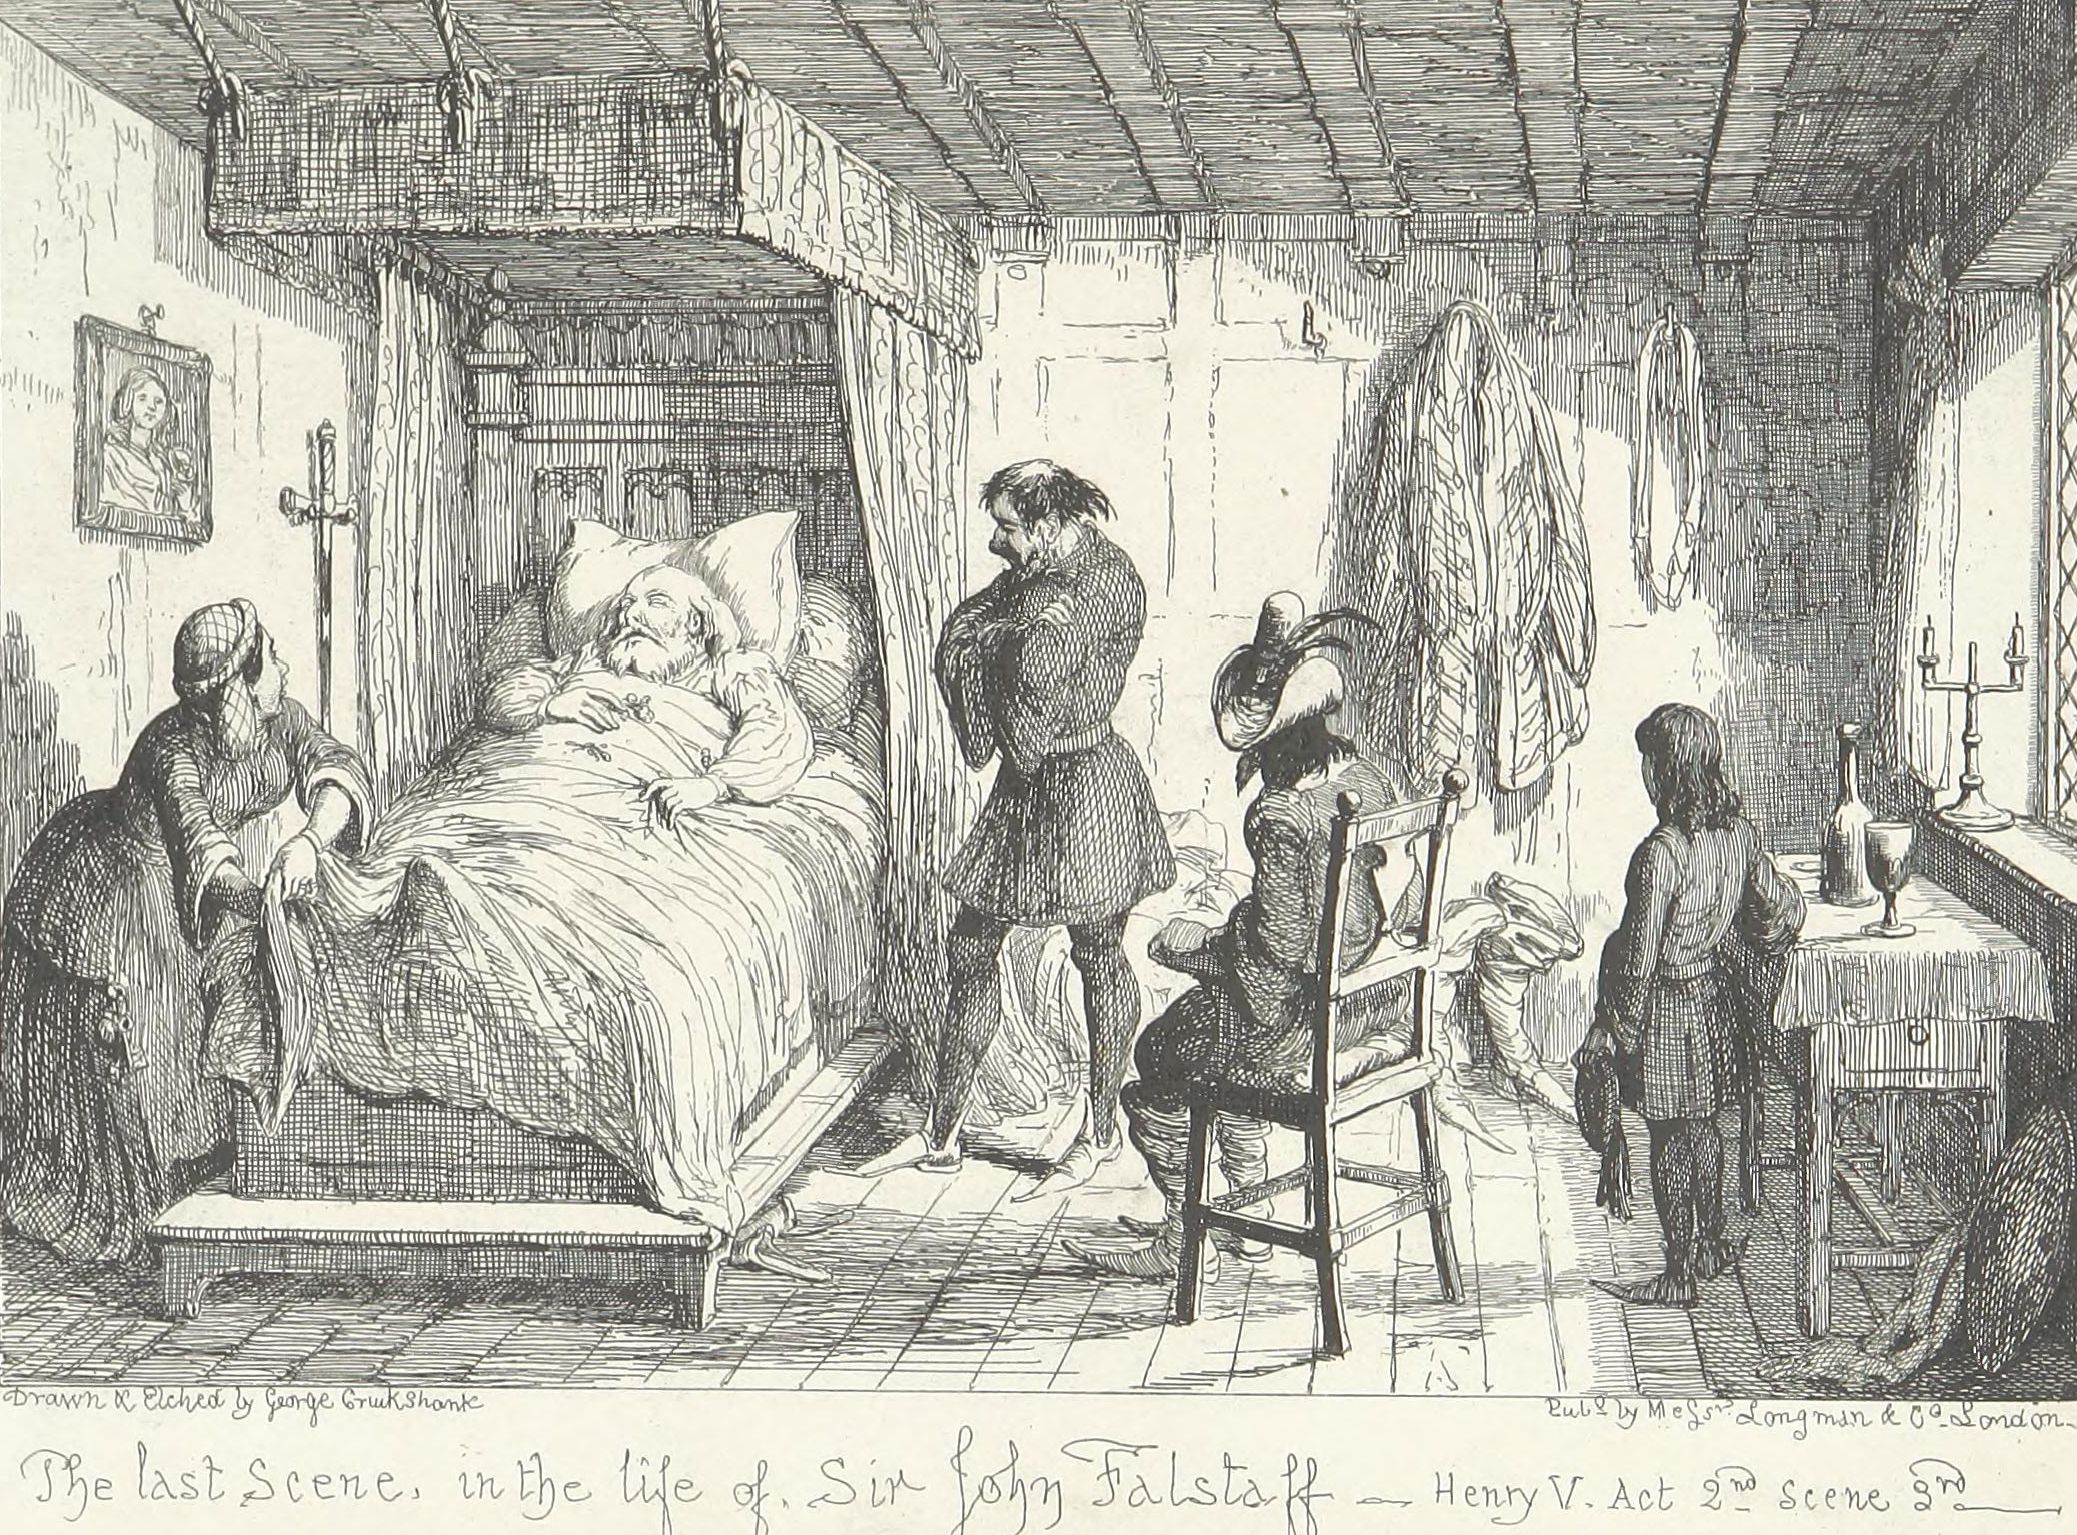 Drawn & Etched by George Cruikshank
Pubd. by Messrs. Longman & Co. London
The last Scene, in the life of, Sir John Falstaff — Henry V. Act 2nd Scene 3rd